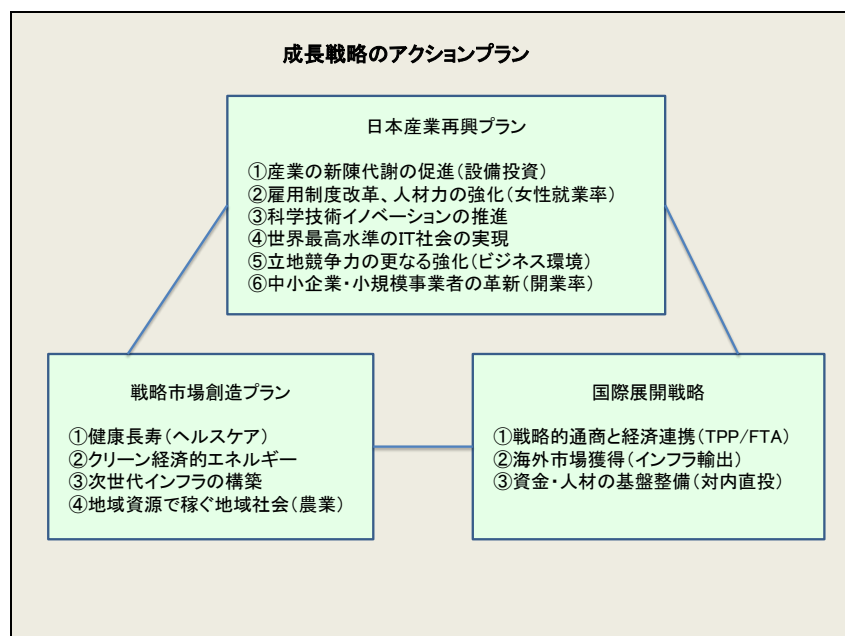 成長戦略のアクションプラン
日本産業再興プラン
①産業の新陳代謝の促進(設備投資)
②雇用制度改革、人材力の強化(女性就業率)
③科学技術イノベーションの推進
④世界最高水準のIT社会の実現
⑤立地競争力の更なる強化(ビジネス環境)
⑥中小企業・小規模事業者の革新(開業率)
戦略市場創造プラン
①健康長寿(ヘルスケア)
②クリーン経済的エネルギー
③次世代インフラの構築
④地域資源で稼ぐ地域社会(農業)
国際展開戦略
①戦略的通商と経済連携(TPP/FTA)
②海外市場獲得(インフラ輸出)
③資金・人材の基盤整備(対内直投)